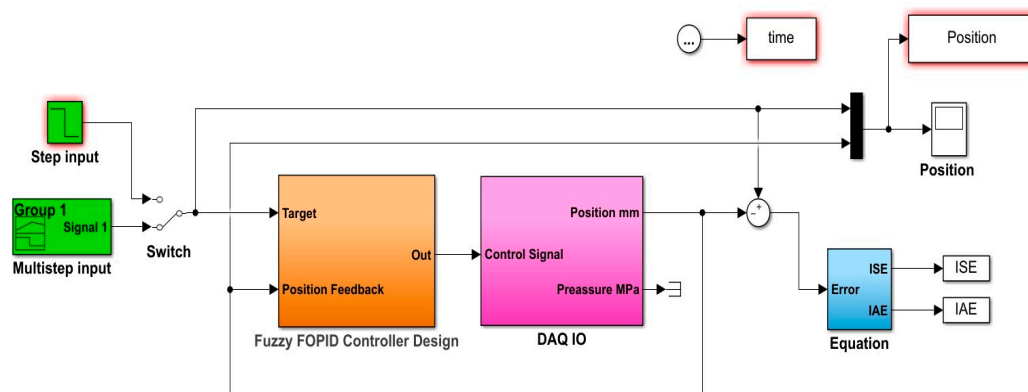 ...
time
Position
Step input
Position
Group 1
Signal 1
Multistep input
Switch
Target
Out
Position Feedback
Fuzzy FOPID Controller Design
Position mm
Control Signal
Preassure MPa
DAQ IO
- +
Error
ISE
IAE
Equation
ISE
IAE